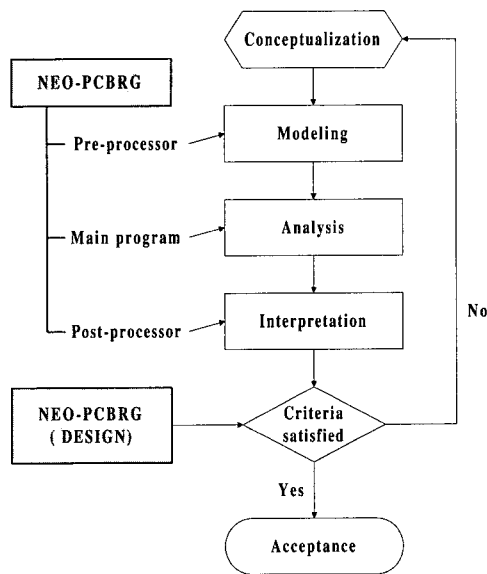 Conceptualization
NEO-PCBRG
Pre-processor
Modeling
Main program
Analysis
Post-processor
Interpretation
No
NEO-PCBRG
( DESIGN)
Criteria
satisfied
Yes
Acceptance